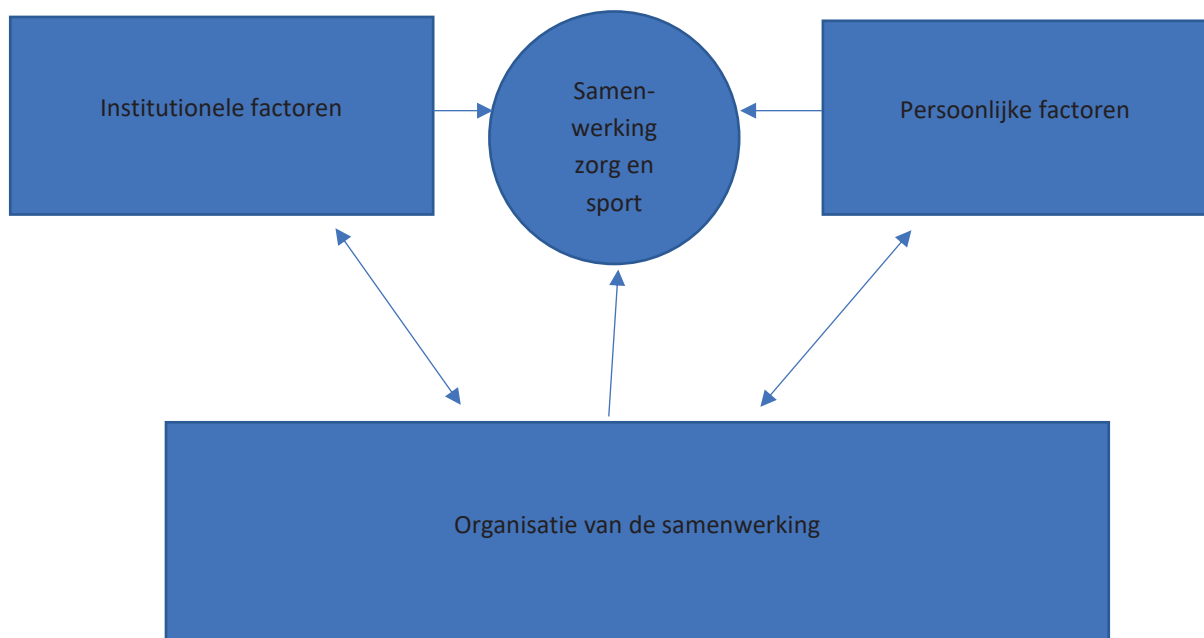 Institutionele factoren
Samen-
werking
zorg en
sport
Persoonlijke factoren
Organisatie van de samenwerking